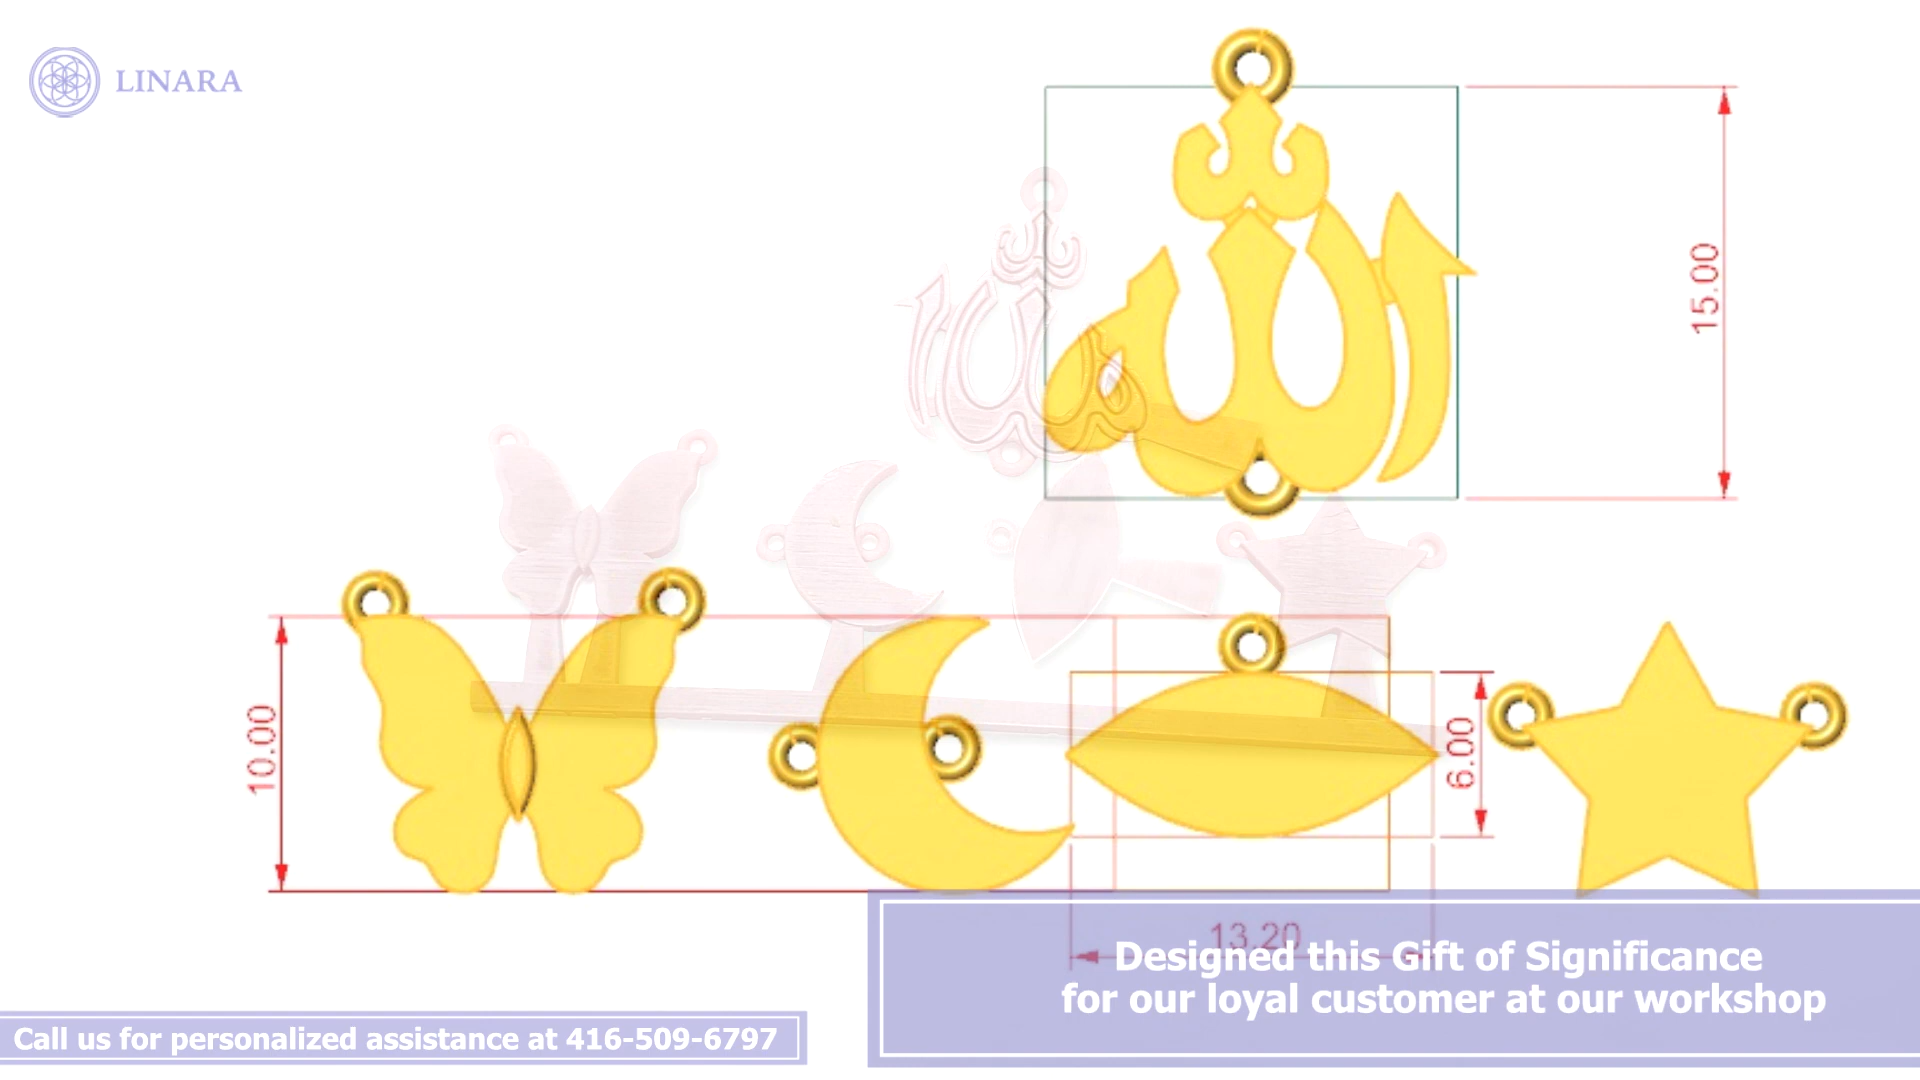 LINARA
الله
15.00
10.00
6.00
13.20
Designed this Gift of Significance
for our loyal customer at our workshop
Call us for personalized assistance at 416-509-6797